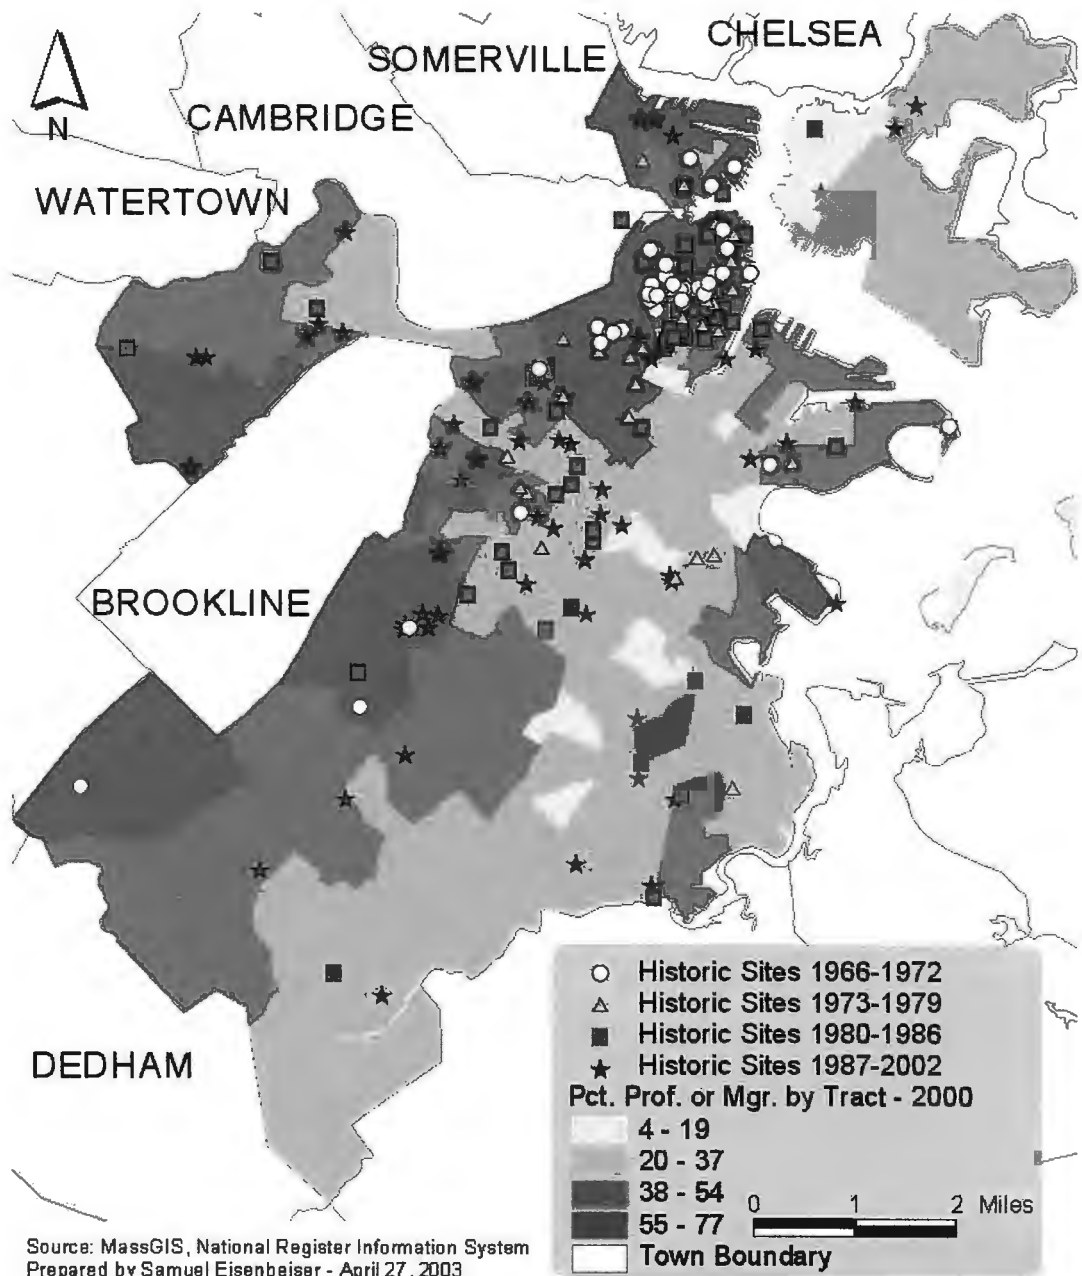 CHELSEA
SOMERVILLE
N
CAMBRIDGE
WATERTOWN
BROOKLINE
DEDHAM
Historic Sites 1966-1972
Historic Sites 1973-1979
Historic Sites 1980-1986
Historic Sites 1987-2002
Pct. Prof. or Mgr. by Tract - 2000
4 - 19
20 - 37
38 - 54
55 - 77
Town Boundary
0 1 2 Miles
Source: MassGIS, National Register Information System
Prepared by Samuel Eisenbeiser - April 27, 2003